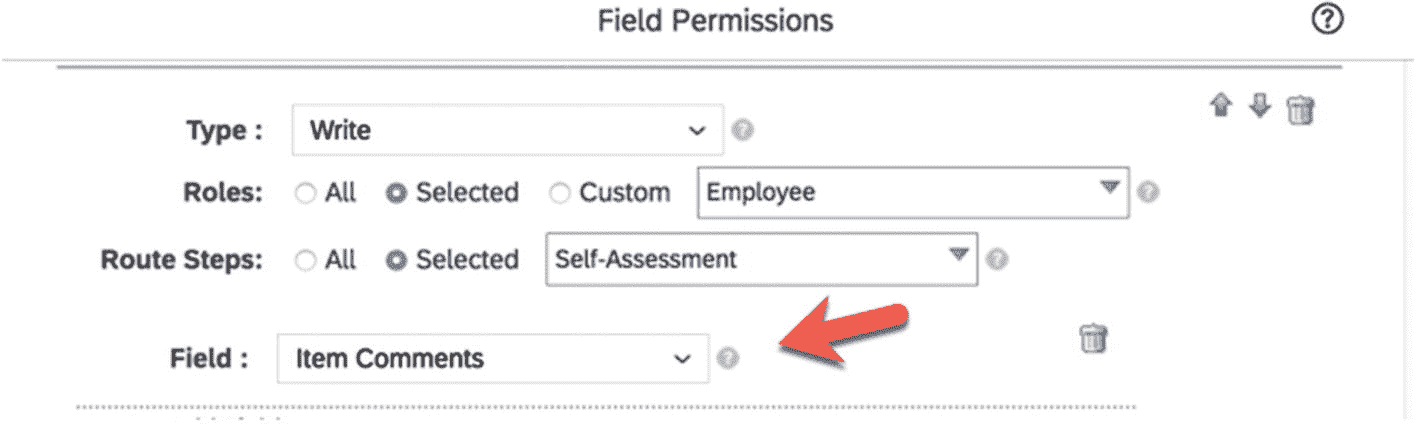 Field Permissions
Type : Write
Roles: All Selected Custom Employee
Route Steps: All Selected Self-Assessment
Field : Item Comments